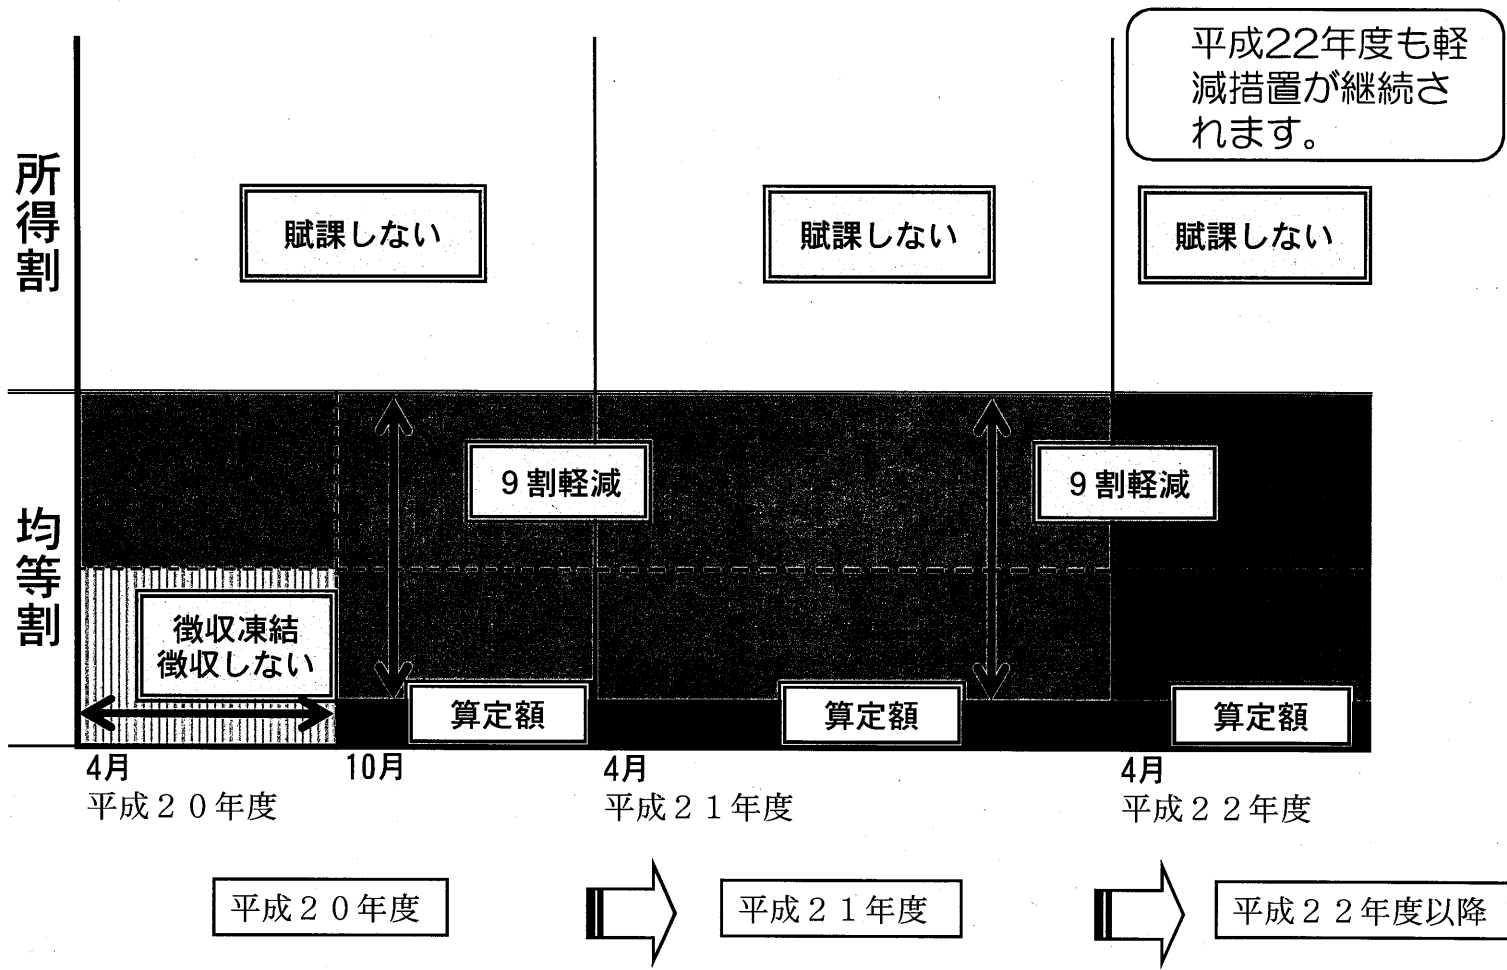 平成22年度も軽
減措置が継続さ
れます。
所得割
賦課しない
賦課しない
賦課しない
均等割
9割軽減
9割軽減
徴収凍結
徴収しない
算定額
算定額
算定額
4月
10月
4月
4月
平成20年度
平成21年度
平成22年度
平成20年度
平成21年度
平成22年度以降